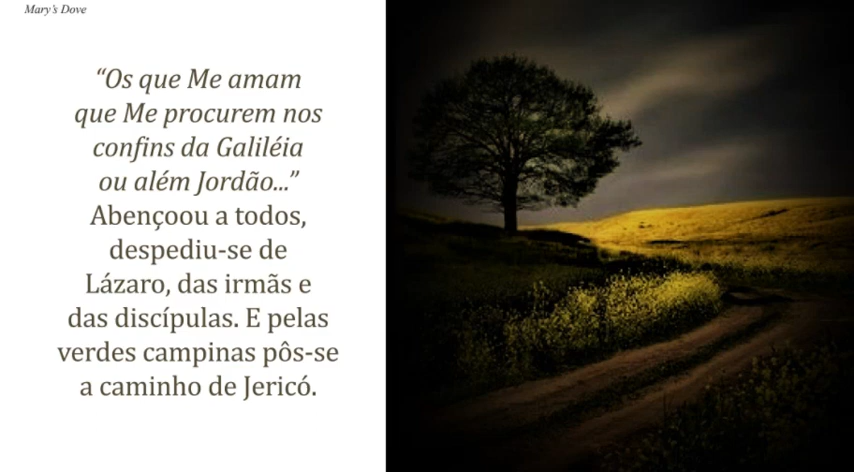 Mary's Dove
“Os que Me amam
que Me procurem nos
confins da Galiléia
ou além Jordão...”
Abençoou a todos,
despediu-se de
Lázaro, das irmãs e
das discípulas. E pelas
verdes campinas pôs-se
a caminho de Jericó.